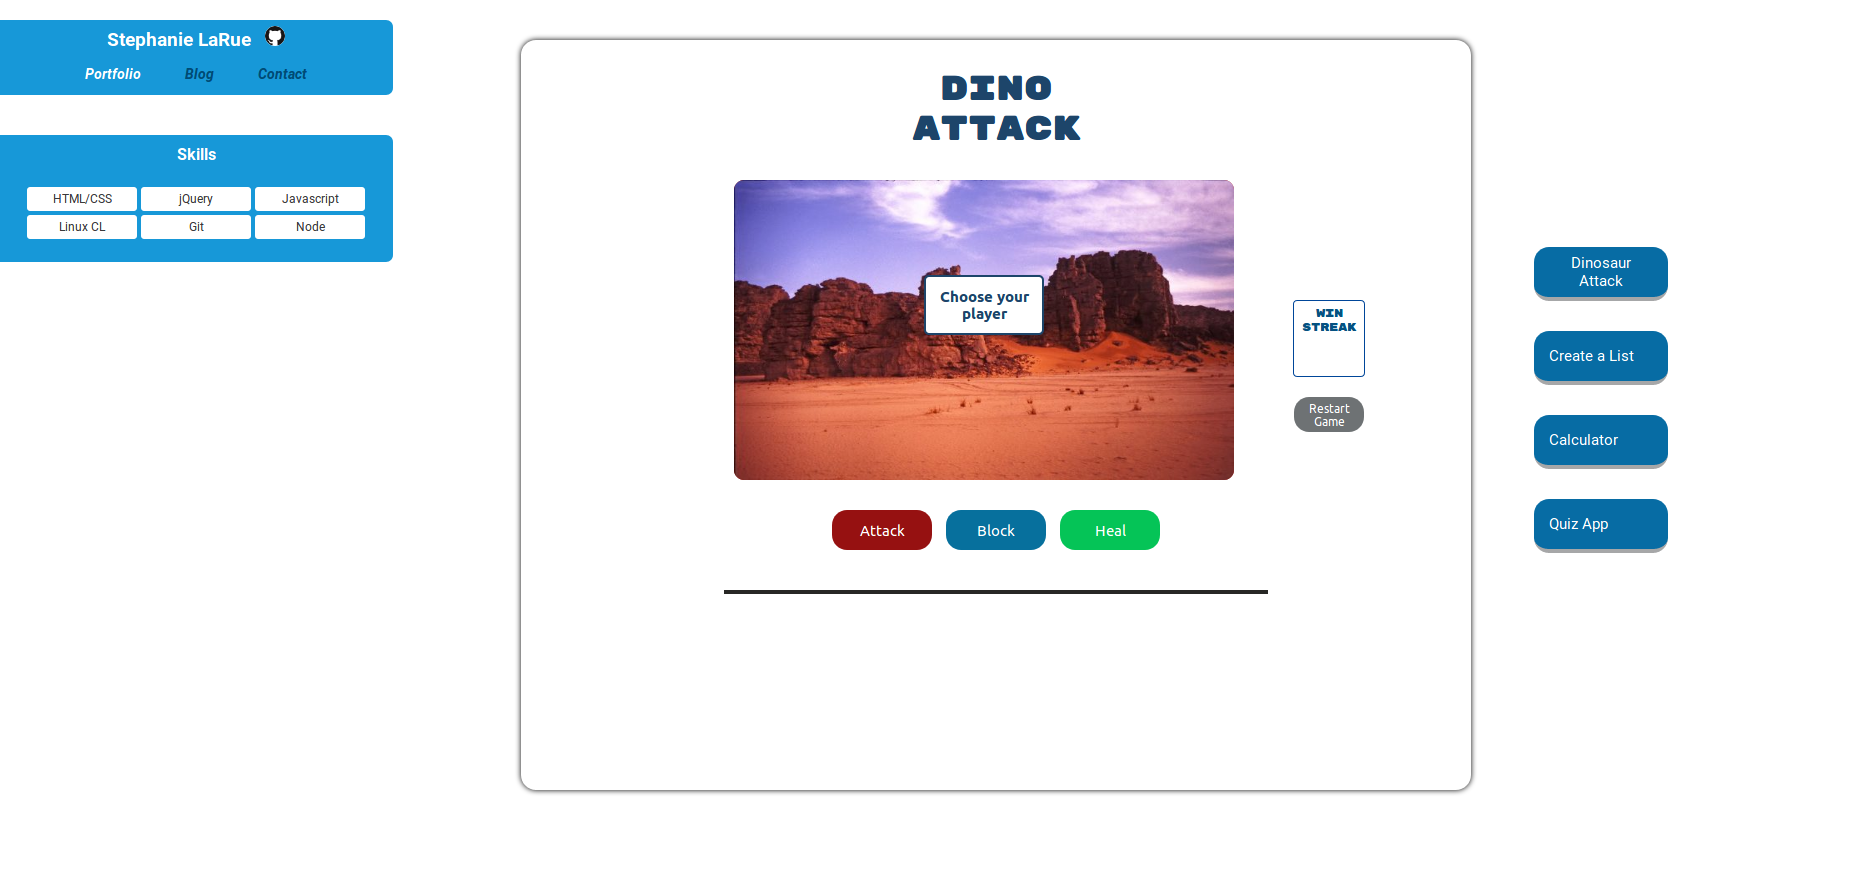 Stephanie LaRue
Portfolio Blog Contact
Skills
HTML/CSS jQuery Javascript
Linux CL Git Node
DINO
ATTACK
Choose your
player
WIN
STREAK
Restart
Game
Attack Block Heal
Dinosaur
Attack
Create a List
Calculator
Quiz App